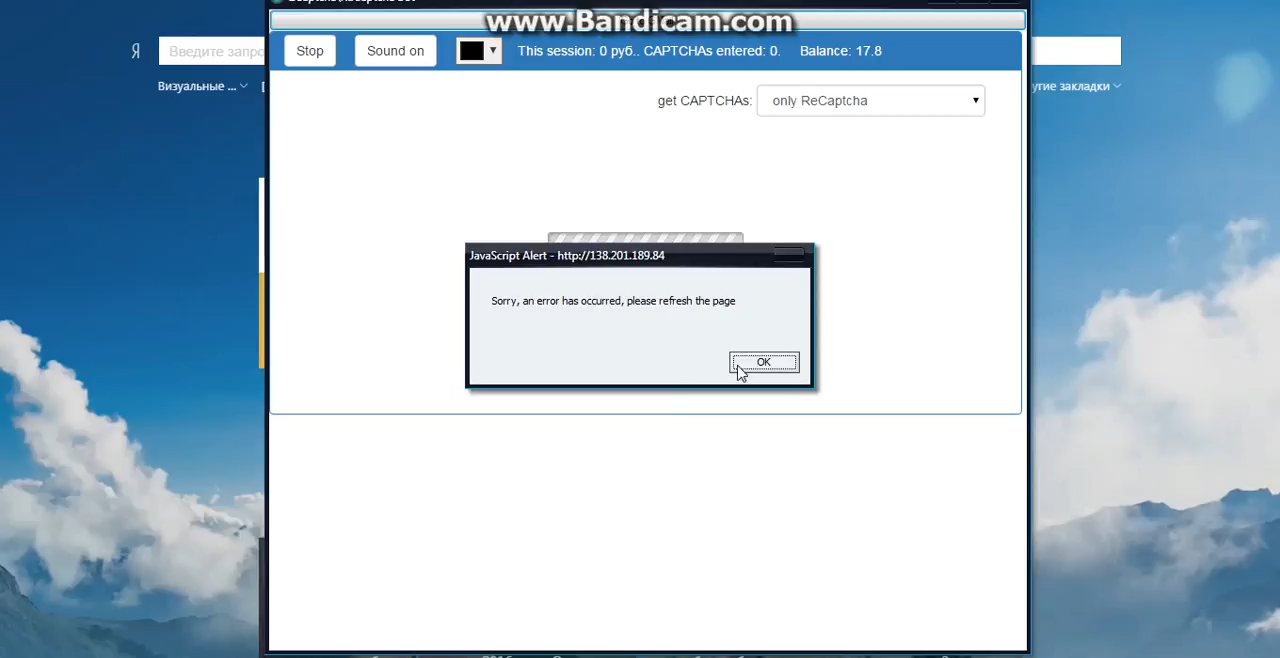 www.Bandicam.com
Я
Введите запро
Stop
Sound on
This session: 0 руб.. CAPTCHAs entered: 0.
Balance: 17.8
Визуальные ...
угие закладки
get CAPTCHAs:
only ReCaptcha
JavaScript Alert - http://138.201.189.84
Sorry, an error has occurred, please refresh the page
OK